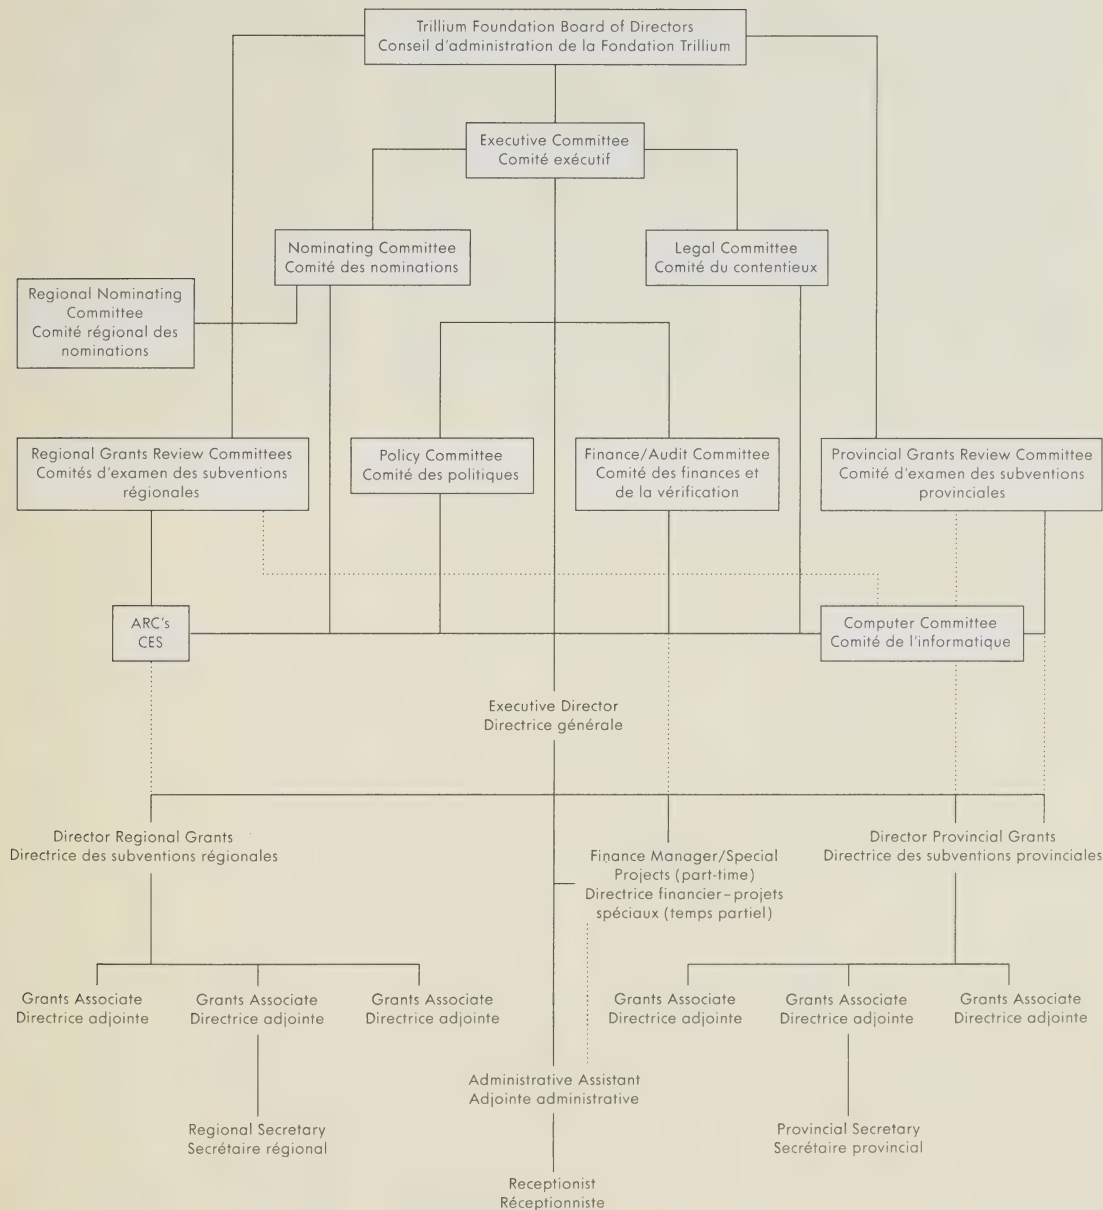 Trillium Foundation Board of Directors
Conseil d'administration de la Fondation Trillium
Executive Committee
Comité exécutif
Nominating Committee
Comité des nominations
Legal Committee
Comité du contentieux
Regional Nominating
Committee
Comité régional des
nominations
Regional Grants Review Committees
Comités d'examen des subventions
régionales
Policy Committee
Comité des politiques
Finance/Audit Committee
Comité des finances et
de la vérification
Provincial Grants Review Committee
Comité d'examen des subventions
provinciales
ARC's
CES
Computer Committee
Comité de l'informatique
Executive Director
Directrice générale
Director Regional Grants
Directrice des subventions régionales
Finance Manager/Special
Projects (part-time)
Directrice financier–projets
spéciaux (temps partiel)
Director Provincial Grants
Directrice des subventions provinciales
Grants Associate
Directrice adjointe
Grants Associate
Directrice adjointe
Grants Associate
Directrice adjointe
Grants Associate
Directrice adjointe
Grants Associate
Directrice adjointe
Grants Associate
Directrice adjointe
Administrative Assistant
Adjointe administrative
Regional Secretary
Secrétaire régional
Provincial Secretary
Secrétaire provincial
Receptionist
Réceptionniste